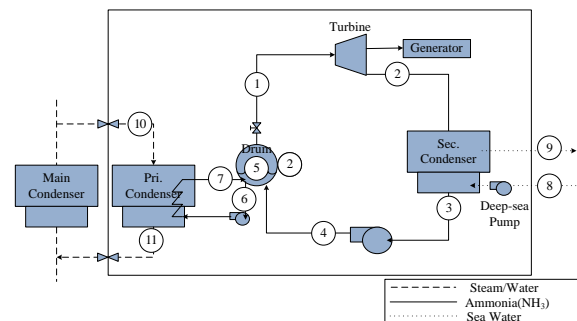 Turbine
Generator
1
2
10
Drum
Sec.
Condenser
9
Main
Condenser
Pri.
Condenser
7
5
2
8
6
3
Deep-sea
Pump
4
11
Steam/Water
Ammonia(NH3)
Sea Water